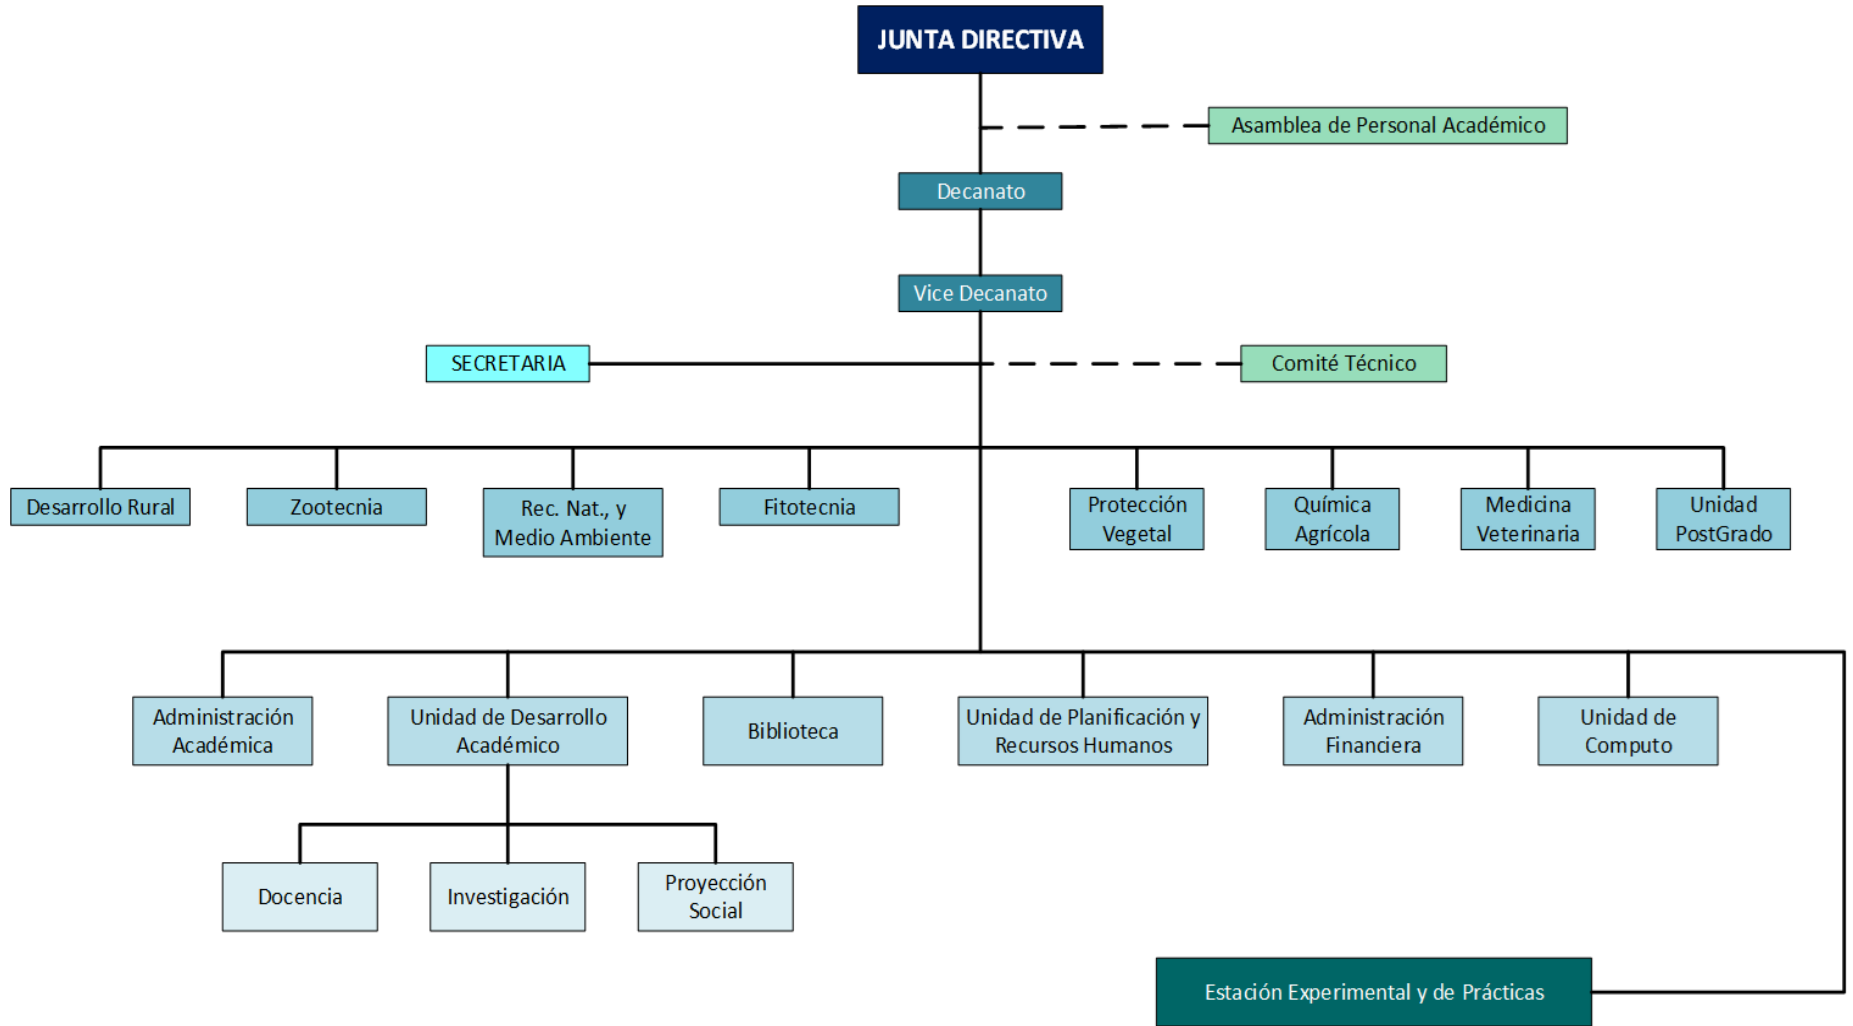 JUNTA DIRECTIVA
Asamblea de Personal Académico
Decanato
Vice Decanato
SECRETARIA
Comité Técnico
Desarrollo Rural
Zootecnia
Rec. Nat., y
Medio Ambiente
Fitotecnia
Protección
Vegetal
Química
Agrícola
Medicina
Veterinaria
Unidad
PostGrado
Administración
Académica
Unidad de Desarrollo
Académico
Biblioteca
Unidad de Planificación y
Recursos Humanos
Administración
Financiera
Unidad de
Computo
Docencia
Investigación
Proyección
Social
Estación Experimental y de Prácticas